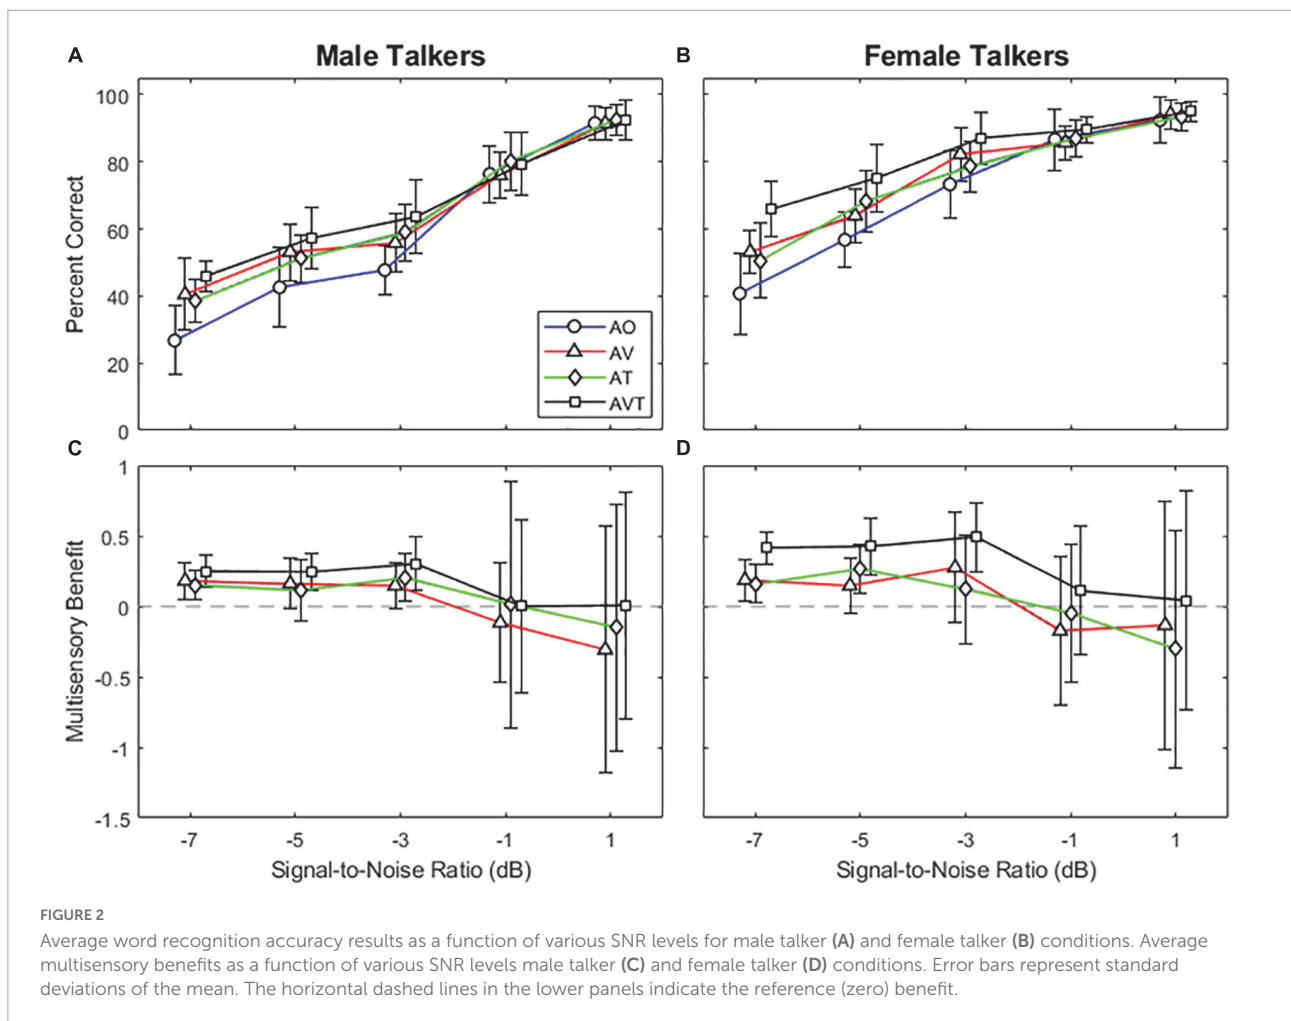 A
Male Talkers
B
Female Talkers
100
80
60
40
20
0
Percent Correct
AO
AV
AT
AVT
C
D
1
0.5
0
-0.5
-1
-1.5
Multisensory Benefit
-7 -5 -3 -1 1
-7 -5 -3 -1 1
Signal-to-Noise Ratio (dB)
Signal-to-Noise Ratio (dB)
FIGURE 2
Average word recognition accuracy results as a function of various SNR levels for male talker (A) and female talker (B) conditions. Average
multisensory benefits as a function of various SNR levels male talker (C) and female talker (D) conditions. Error bars represent standard
deviations of the mean. The horizontal dashed lines in the lower panels indicate the reference (zero) benefit.